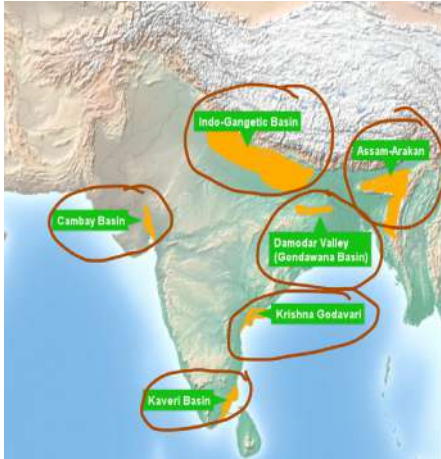 Indo-Gangetic Basin
Assam-Arakan
Cambay Basin
Damodar Valley
(Gondawana Basin)
Krishna Godavari
Kaveri Basin